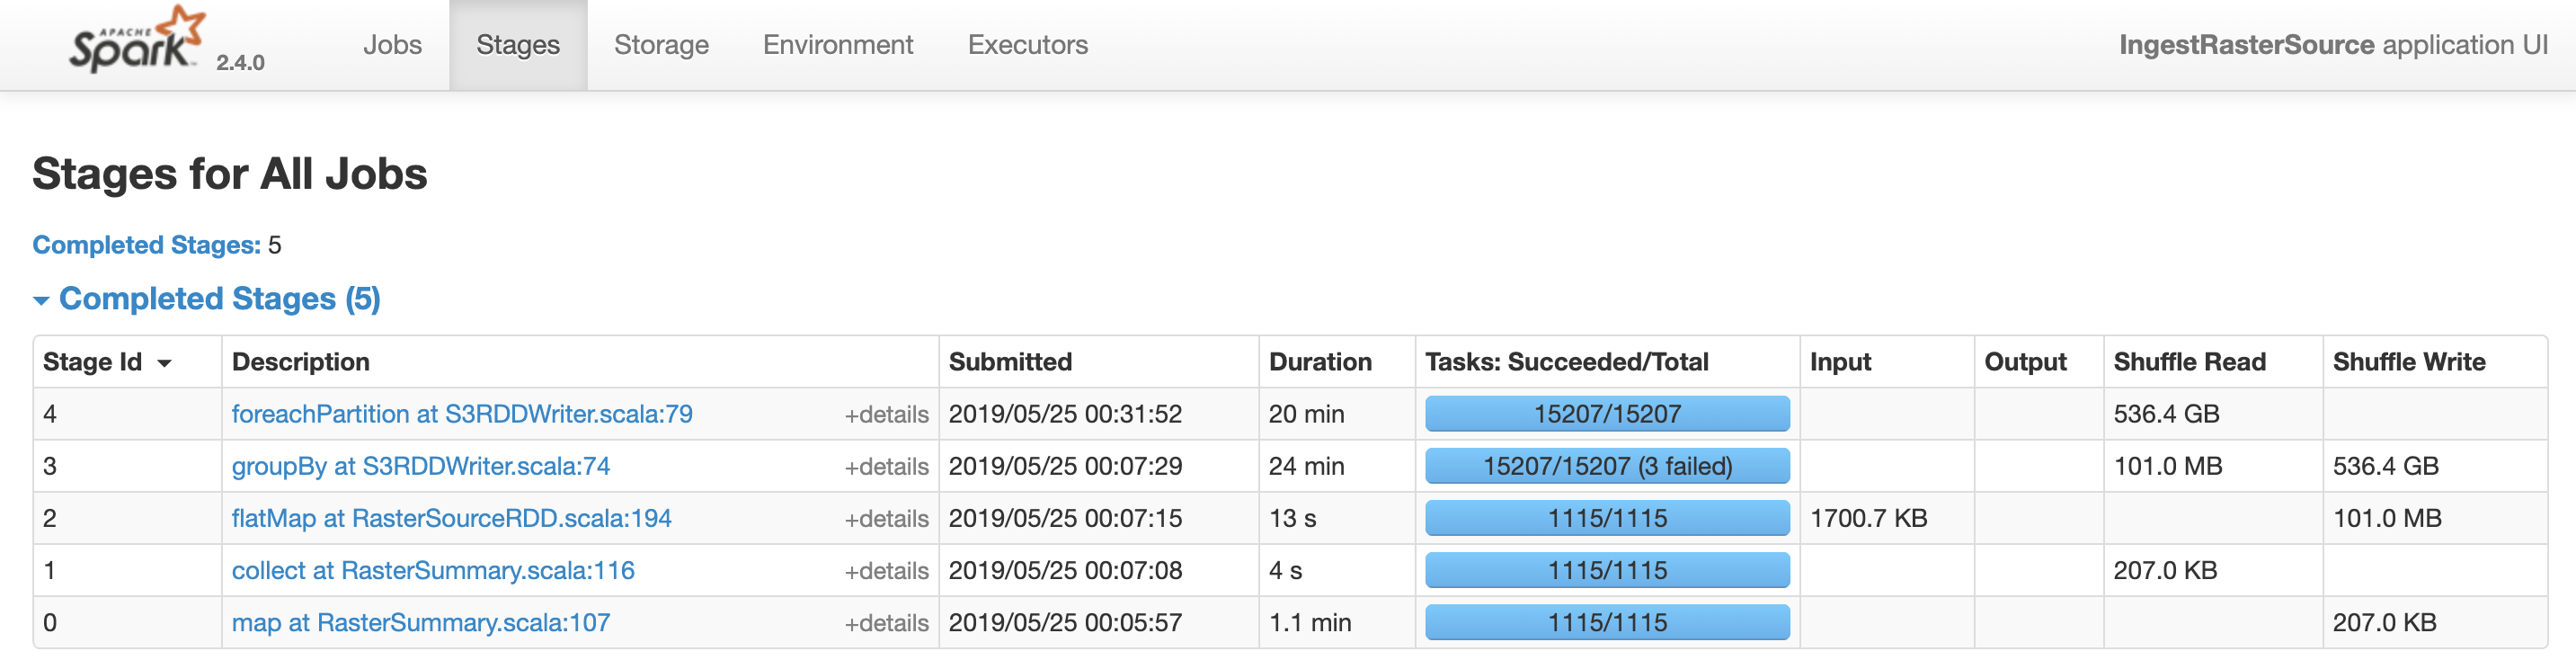 APACHE Spark™ 2.4.0 Jobs Stages Storage Environment Executors IngestRasterSource application UI
Stages for All Jobs
Completed Stages: 5
Completed Stages (5)
Stage Id Description Submitted Duration Tasks: Succeeded/Total Input Output Shuffle Read Shuffle Write
4 foreachPartition at S3RDDWriter.scala:79 +details 2019/05/25 00:31:52 20 min 15207/15207 536.4 GB
3 groupBy at S3RDDWriter.scala:74 +details 2019/05/25 00:07:29 24 min 15207/15207 (3 failed) 101.0 MB 536.4 GB
2 flatMap at RasterSourceRDD.scala:194 +details 2019/05/25 00:07:15 13 s 1115/1115 1700.7 KB 101.0 MB
1 collect at RasterSummary.scala:116 +details 2019/05/25 00:07:08 4 s 1115/1115 207.0 KB
0 map at RasterSummary.scala:107 +details 2019/05/25 00:05:57 1.1 min 1115/1115 207.0 KB